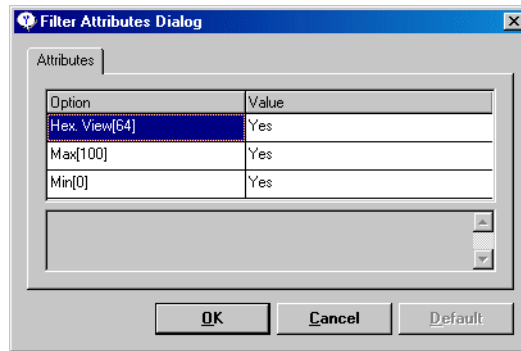 Filter Attributes Dialog
Attributes
Option Value
Hex. View[64] Yes
Max[100] Yes
Min[0] Yes
OK Cancel Default